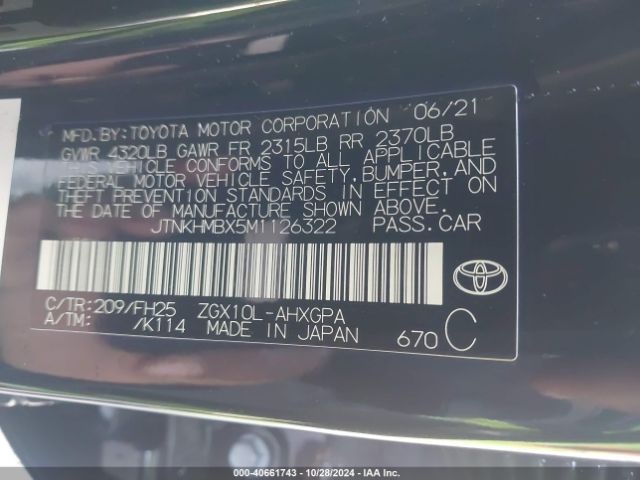 MFD.BY:TOYOTA MOTOR CORPORATION 06/21
GVWR 4320LB GAWR FR 2315LB RR 2370LB
THIS VEHICLE CONFORMS TO ALL APPLICABLE
FEDERAL MOTOR VEHICLE SAFETY,BUMPER,AND
THEFT PREVENTION STANDARDS IN EFFECT ON
THE DATE OF MANUFACTURE SHOWN ABOVE.
JTNKHMBX5M1126322 PASS.CAR
C/TR:209/FH25 ZGX10L-AHXGPA
A/TM: /K114 MADE IN JAPAN 670 C
000-40661743 | 10/28/2024 | IAA Inc.